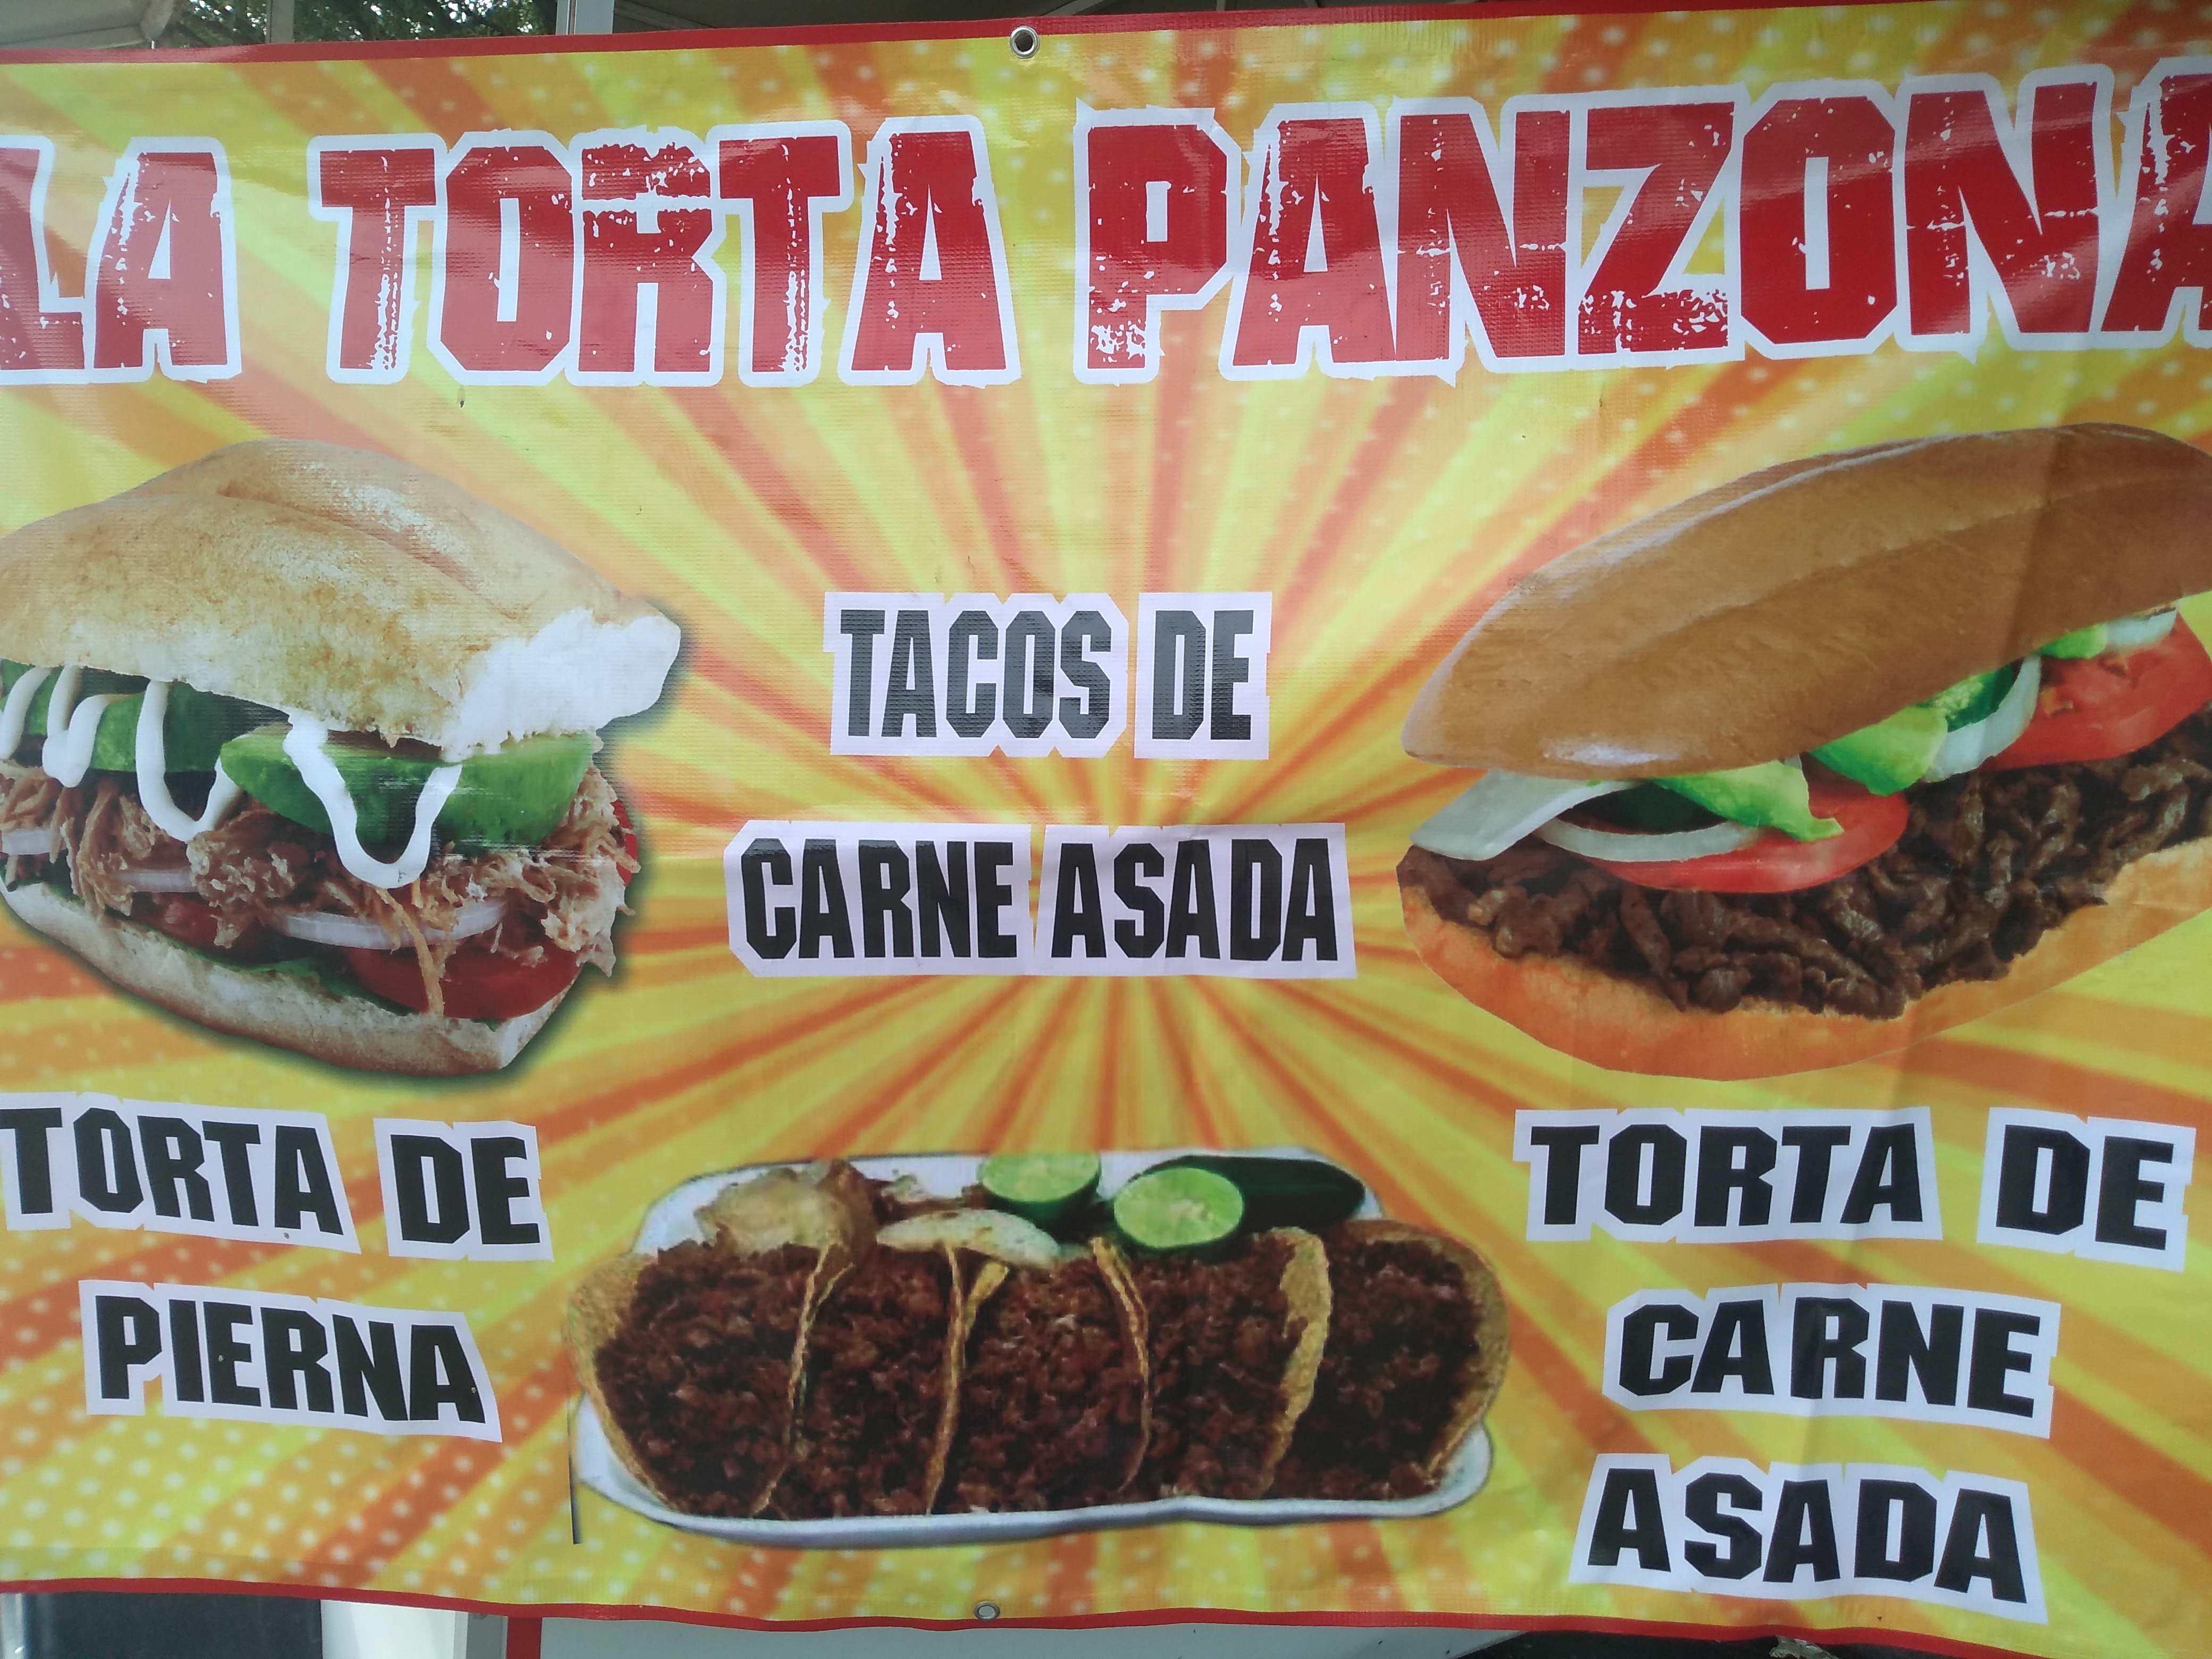 LA TORTA PANZONA
TACOS DE
CARNE ASADA
TORTA DE
PIERNA
TORTA DE
CARNE
ASADA